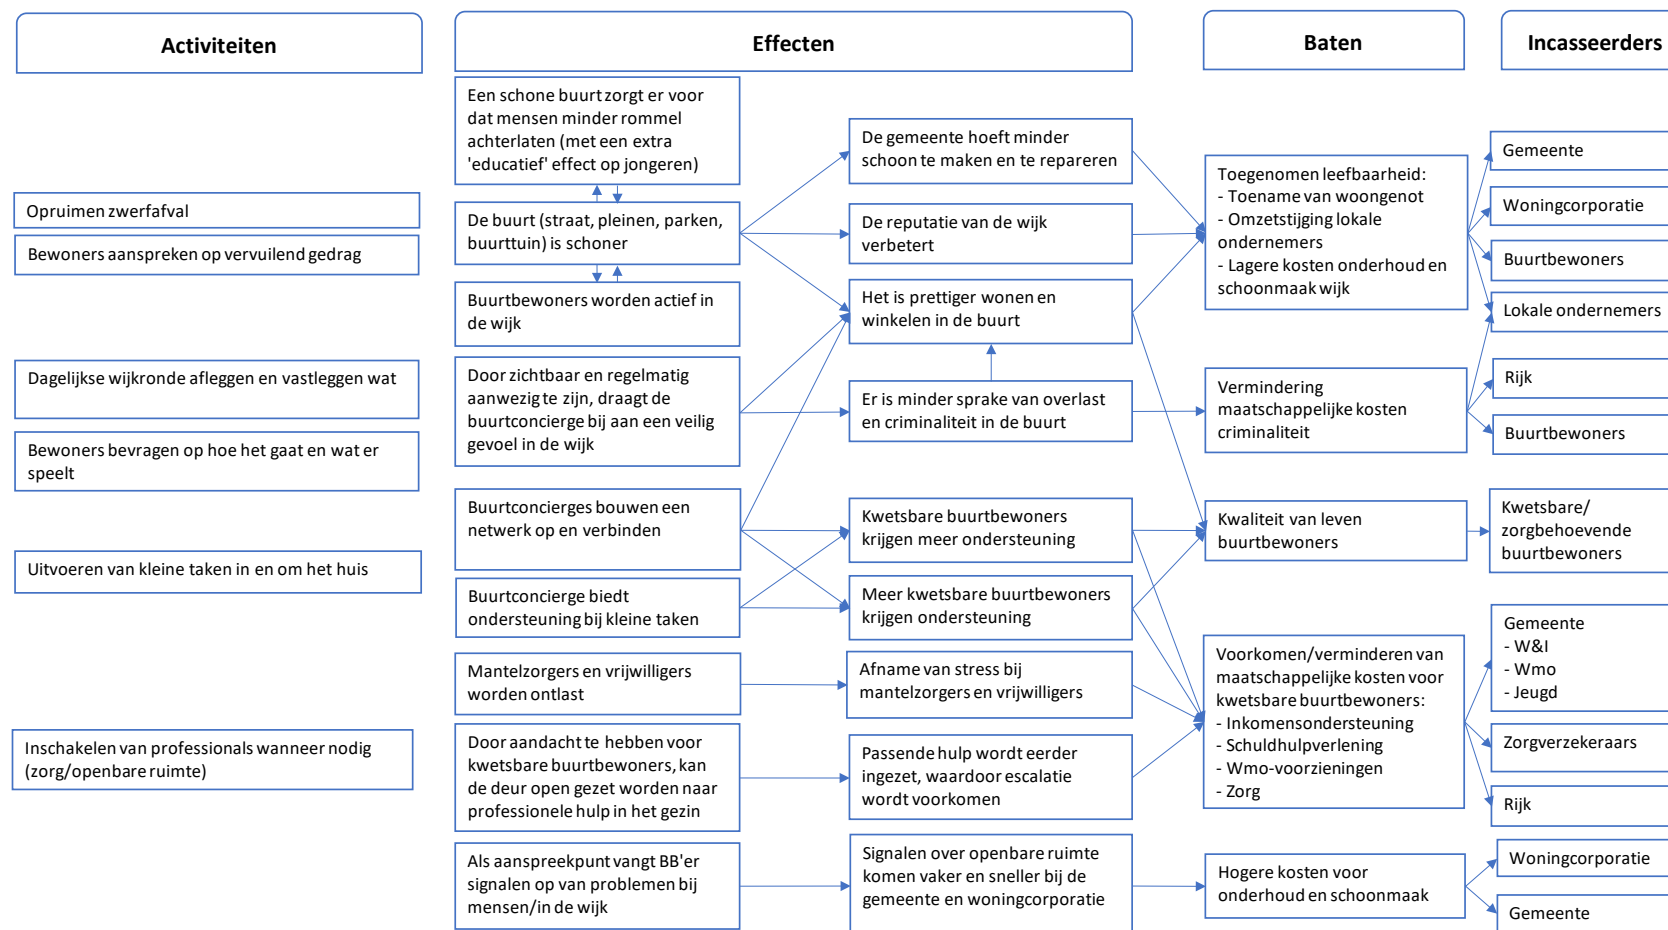 Activiteiten
Effecten
Baten
Incasseerders
Opruimen zwerfafval
Bewoners aanspreken op vervuilend gedrag
Dagelijkse wijkronde afleggen en vastleggen wat
Bewoners bevragen op hoe het gaat en wat er
speelt
Uitvoeren van kleine taken in en om het huis
Inschakelen van professionals wanneer nodig
(zorg/openbare ruimte)
Een schone buurt zorgt er voor
dat mensen minder rommel
achterlaten (met een extra
'educatief' effect op jongeren)
De buurt (straat, pleinen, parken,
buurttuin) is schoner
Buurtbewoners worden actief in
de wijk
Door zichtbaar en regelmatig
aanwezig te zijn, draagt de
buurtconcierge bij aan een veilig
gevoel in de wijk
Buurtconcierges bouwen een
netwerk op en verbinden
Buurtconcierge biedt
ondersteuning bij kleine taken
Mantelzorgers en vrijwilligers
worden ontlast
Door aandacht te hebben voor
kwetsbare buurtbewoners, kan
de deur open gezet worden naar
professionele hulp in het gezin
Als aanspreekpunt vangt BB'er
signalen op van problemen bij
mensen/in de wijk
De gemeente hoeft minder
schoon te maken en te repareren
De reputatie van de wijk
verbetert
Het is prettiger wonen en
winkelen in de buurt
Er is minder sprake van overlast
en criminaliteit in de buurt
Kwetsbare buurtbewoners
krijgen meer ondersteuning
Meer kwetsbare buurtbewoners
krijgen ondersteuning
Afname van stress bij
mantelzorgers en vrijwilligers
Passende hulp wordt eerder
ingezet, waardoor escalatie
wordt voorkomen
Signalen over openbare ruimte
komen vaker en sneller bij de
gemeente en woningcorporatie
Toegenomen leefbaarheid:
- Toename van woongenot
- Omzetstijging lokale
ondernemers
- Lagere kosten onderhoud en
schoonmaak wijk
Vermindering
maatschappelijke kosten
criminaliteit
Kwaliteit van leven
buurtbewoners
Voorkomen/verminderen van
maatschappelijke kosten voor
kwetsbare buurtbewoners:
- Inkomensondersteuning
- Schuldhulpverlening
- Wmo-voorzieningen
- Zorg
Hogere kosten voor
onderhoud en schoonmaak
Gemeente
Woningcorporatie
Buurtbewoners
Lokale ondernemers
Rijk
Buurtbewoners
Kwetsbare/
zorgbehoevende
buurtbewoners
Gemeente
- W&I
- Wmo
- Jeugd
Zorgverzekeraars
Rijk
Woningcorporatie
Gemeente